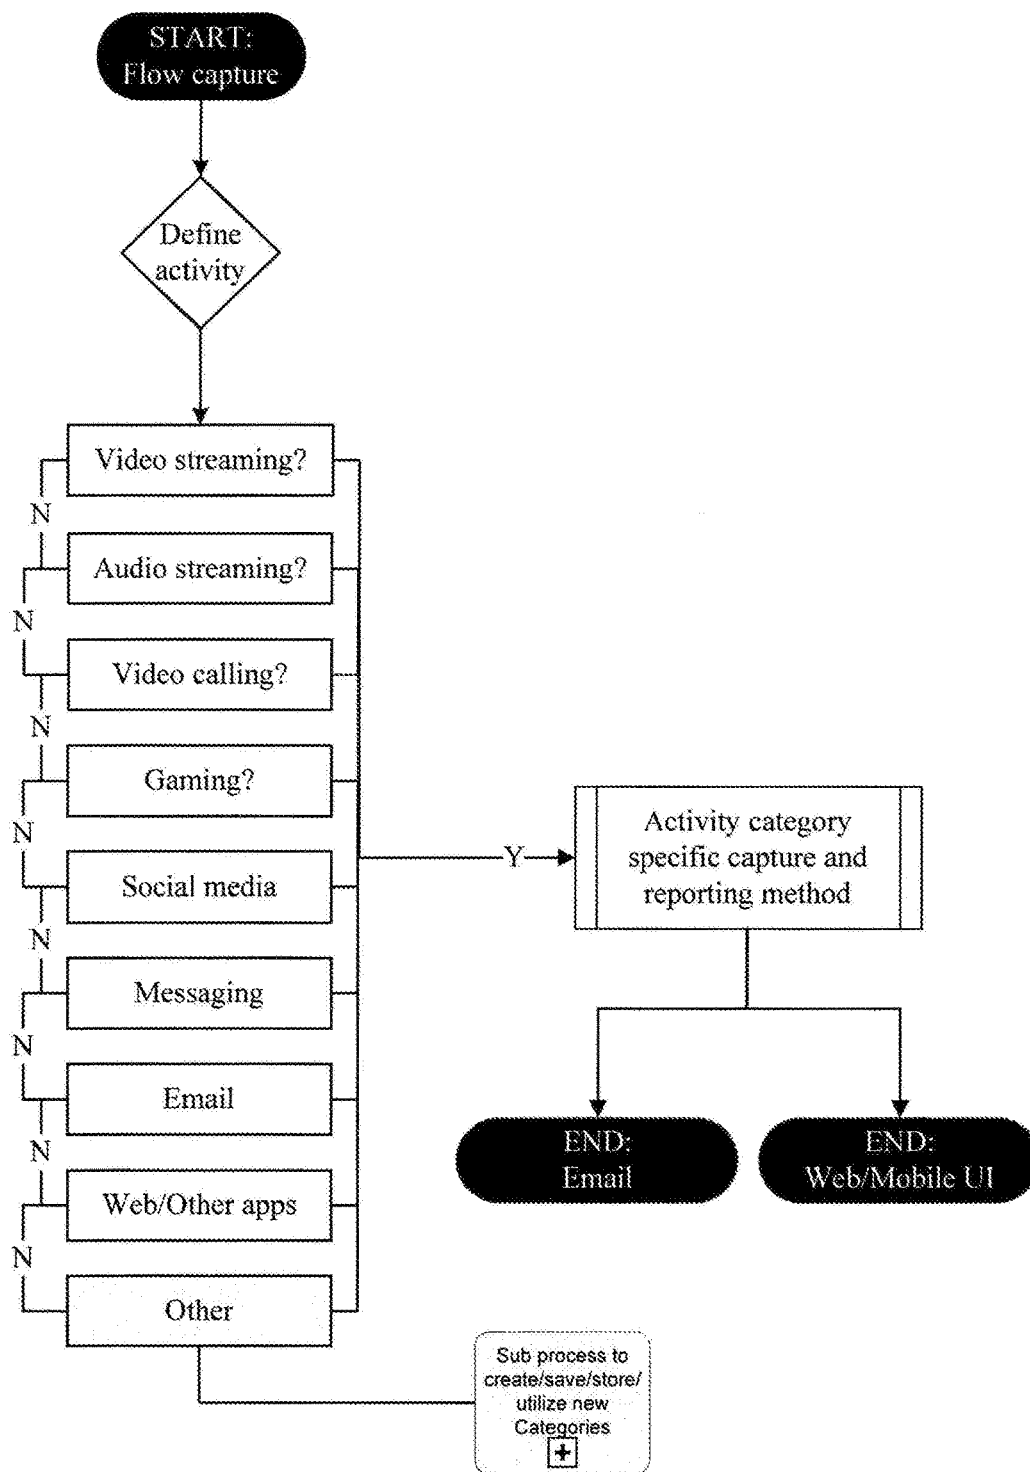 START:
Flow capture
Define
activity
Video streaming?
N
Audio streaming?
N
Video calling?
N
Gaming?
N
Social media
N
Messaging
N
Email
N
Web/Other apps
N
Other
Y
Activity category
specific capture and
reporting method
END:
Email
END:
Web/Mobile UI
Sub process to
create/save/store/
utilize new
Categories
+